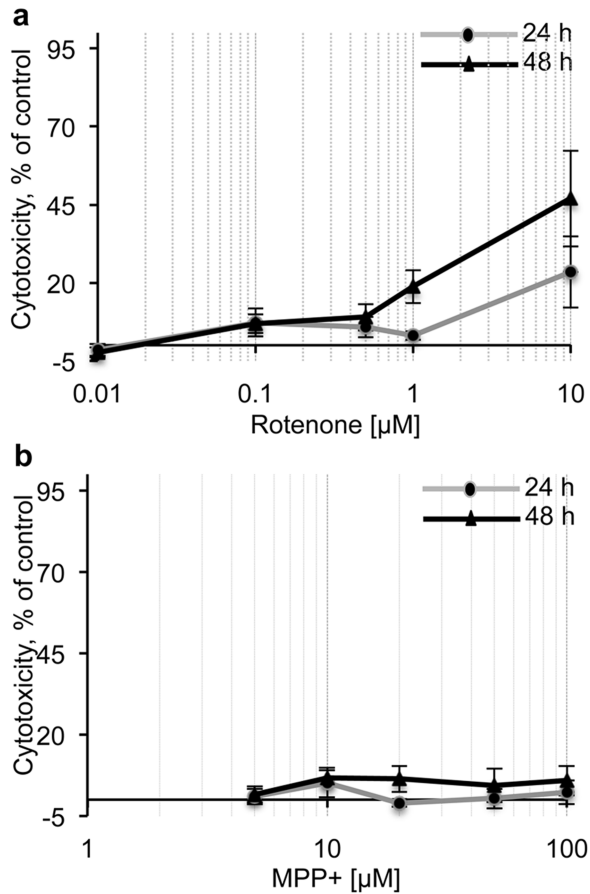 a
24 h
48 h
Cytotoxicity, % of control
95
70
45
20
-5
0.01 0.1 1 10
Rotenone [µM]
b
24 h
48 h
Cytotoxicity, % of control
95
70
45
20
-5
1 10 100
MPP+ [µM]